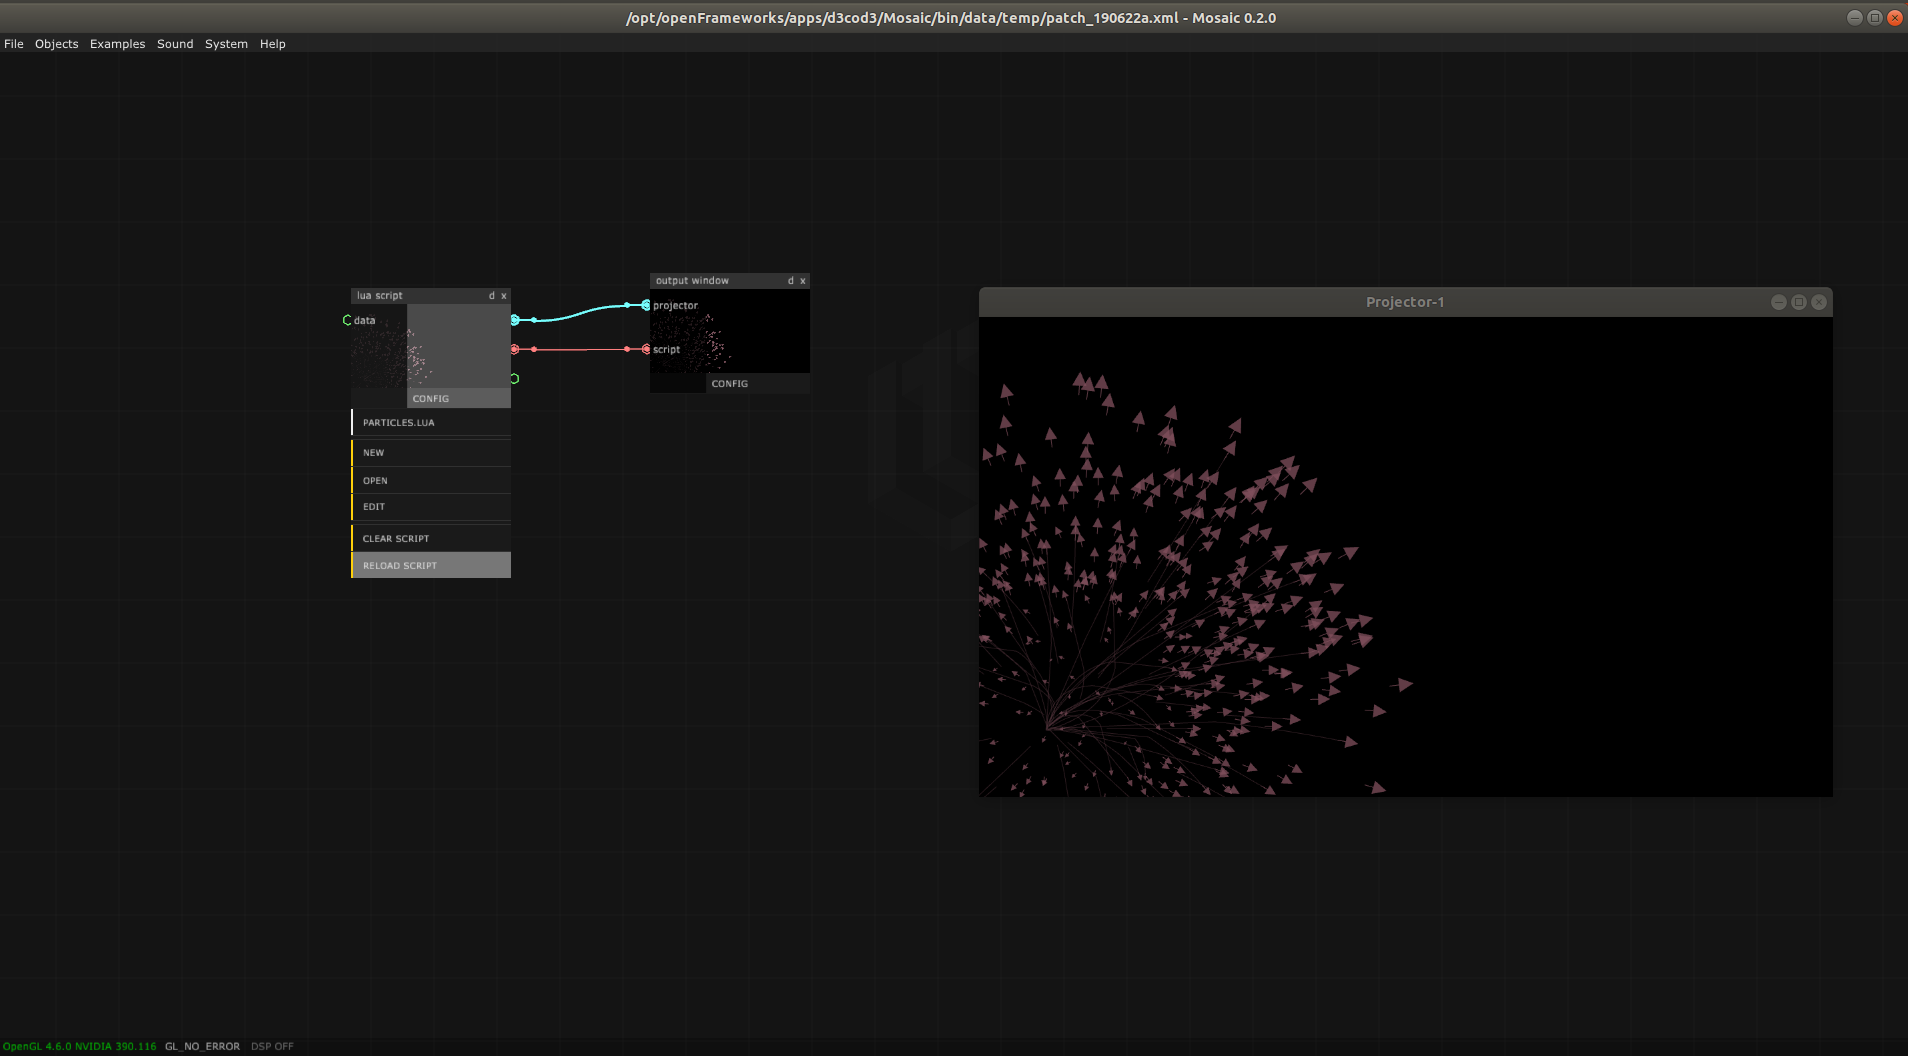 /opt/openFrameworks/apps/d3cod3/Mosaic/bin/data/temp/patch_190622a.xml - Mosaic 0.2.0
File Objects Examples Sound System Help
output window d x
lua script d x
projector
data
script
CONFIG
CONFIG
PARTICLES.LUA
NEW
OPEN
EDIT
CLEAR SCRIPT
RELOAD SCRIPT
Projector-1
OpenGL 4.6.0 NVIDIA 390.116 GL_NO_ERROR DSP OFF